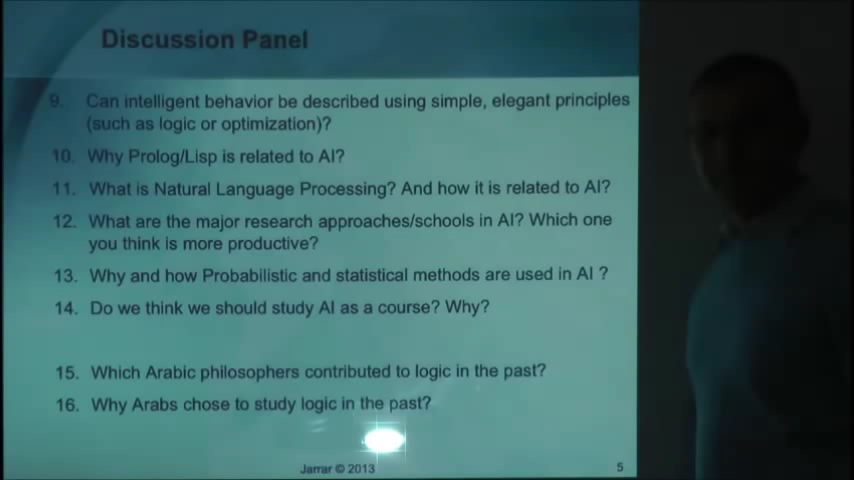 Discussion Panel
9. Can intelligent behavior be described using simple, elegant principles
(such as logic or optimization)?
10. Why Prolog/Lisp is related to AI?
11. What is Natural Language Processing? And how it is related to AI?
12. What are the major research approaches/schools in AI? Which one
you think is more productive?
13. Why and how Probabilistic and statistical methods are used in AI ?
14. Do we think we should study AI as a course? Why?
15. Which Arabic philosophers contributed to logic in the past?
16. Why Arabs chose to study logic in the past?
Jarrar © 2013
5